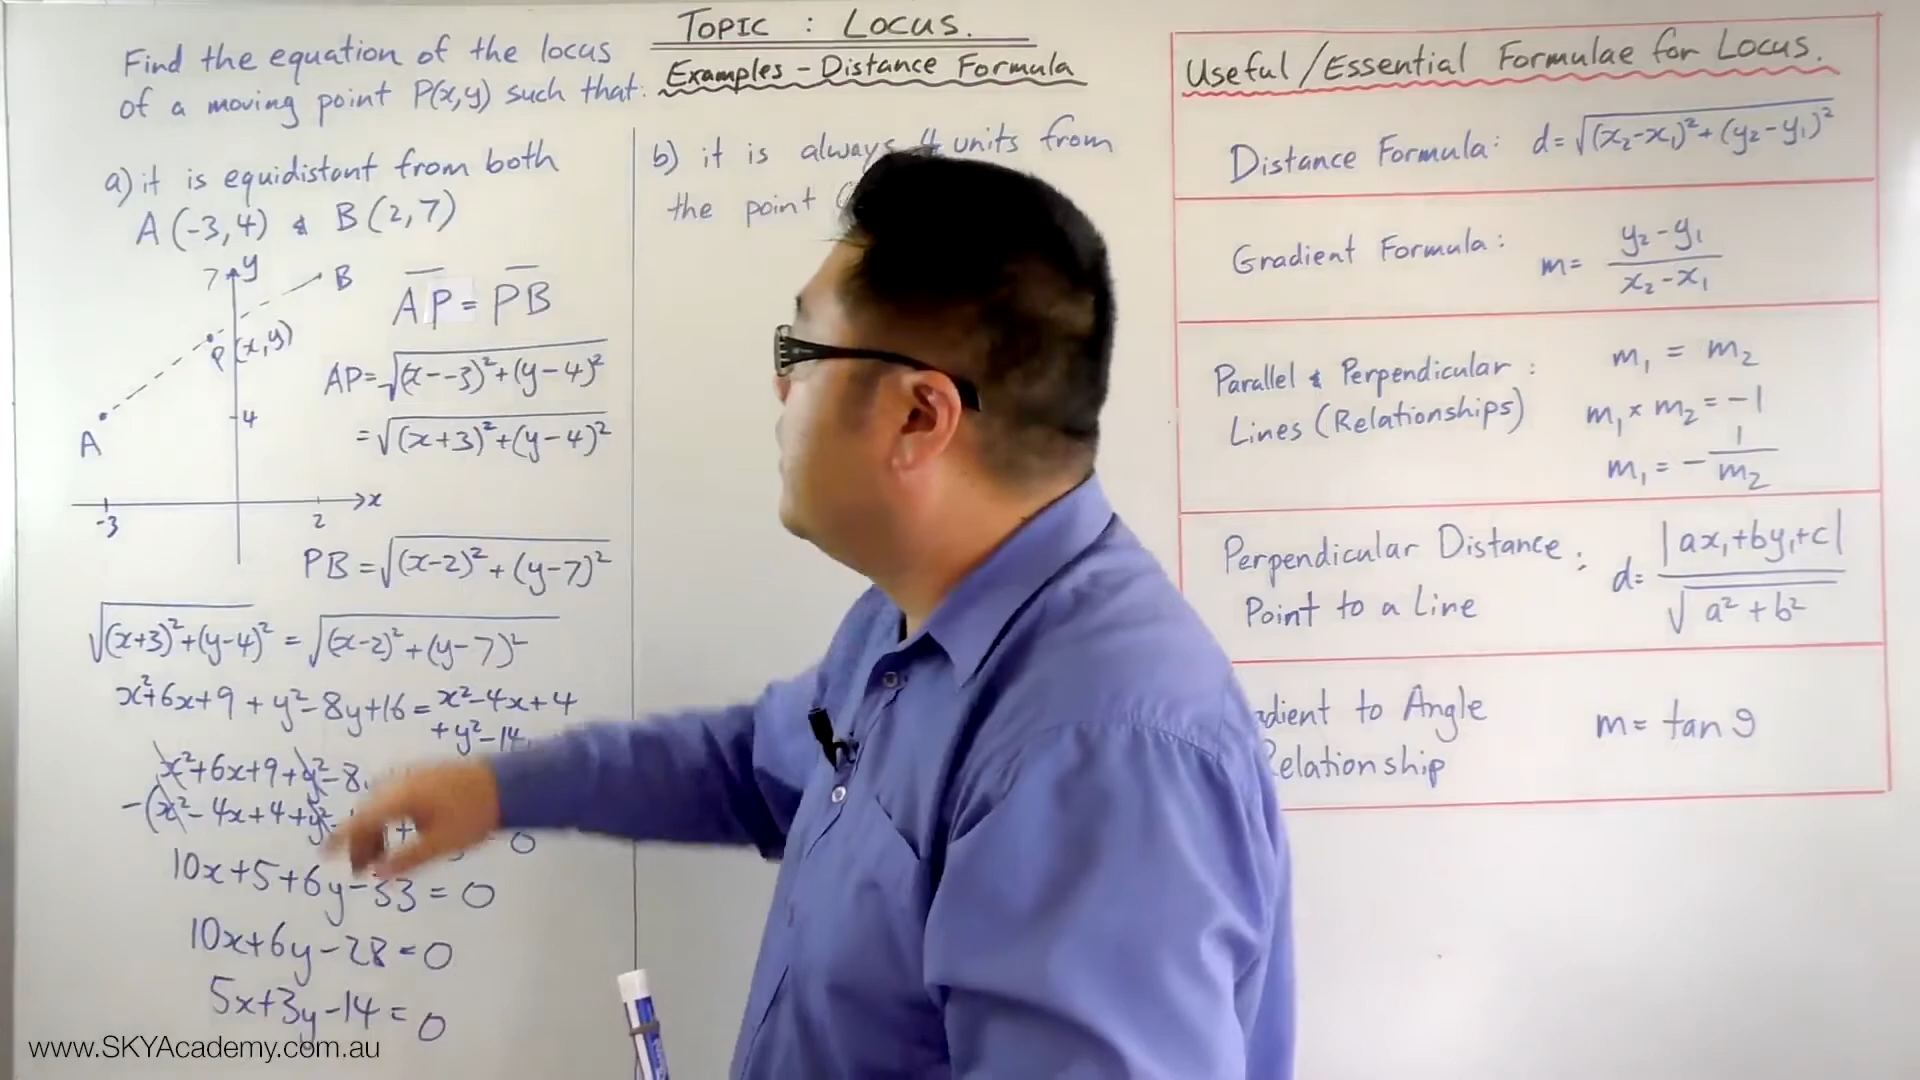 TOPIC : LOCUS.
Examples - Distance Formula
Find the equation of the locus
of a moving point P(x,y) such that:
a) it is equidistant from both
A (-3,4) & B (2,7)
7 y
B
P (x,y)
4
A
-3 2 x
AP = PB
AP=√(x--3)²+(y-4)²
=√(x+3)²+(y-4)²
PB =√(x-2)²+(y-7)²
√(x+3)²+(y-4)² = √(x-2)²+(y-7)²
x²+6x+9 + y²-8y+16 = x²-4x+4
+ y²-14
x²+6x+9+y²-8
-(x²-4x+4+y²
0
10x+5+6y-33 = 0
10x+6y-28 = 0
5x+3y-14 = 0
b) it is always 4 units from
the point
Useful/Essential Formulae for Locus.
Distance Formula: d=√(x₂-x₁)²+(y₂-y₁)²
Gradient Formula: m= y₂-y₁
x₂-x₁
Parallel & Perpendicular : m₁ = m₂
Lines (Relationships) m₁ × m₂ = -1
m₁ = - 1/m₂
Perpendicular Distance : d= |ax₁+by₁+c|
Point to a Line √a²+b²
to Angle m= tan θ
www.SKYAcademy.com.au